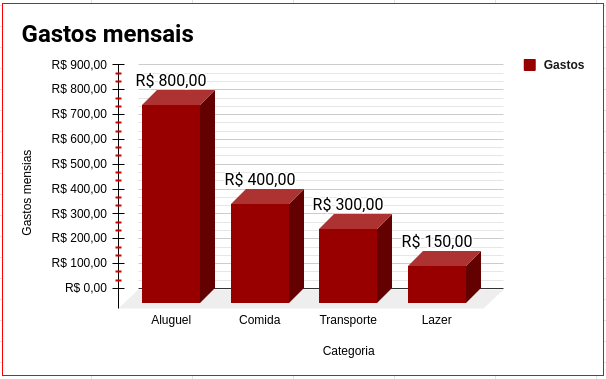 Gastos mensais
Gastos
R$ 900,00
R$ 800,00
R$ 700,00
R$ 600,00
R$ 500,00
R$ 400,00
R$ 300,00
R$ 200,00
R$ 100,00
R$ 0,00
Gastos mensias
R$ 800,00
R$ 400,00
R$ 300,00
R$ 150,00
Aluguel
Comida
Transporte
Lazer
Categoria